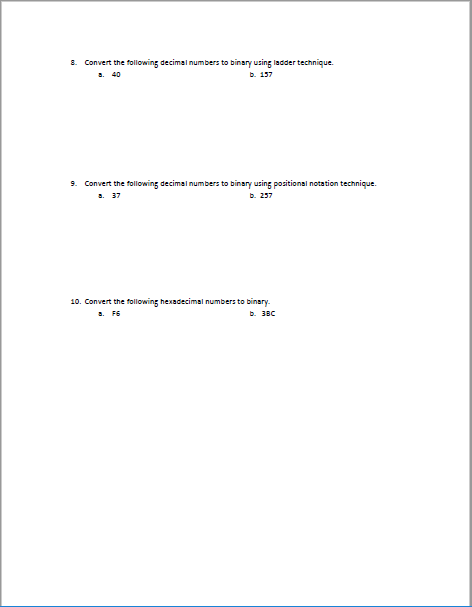 8. Convert the following decimal numbers to binary using ladder technique.
a. 40 b. 157
9. Convert the following decimal numbers to binary using positional notation technique.
a. 37 b. 257
10. Convert the following hexadecimal numbers to binary.
a. F6 b. 3BC